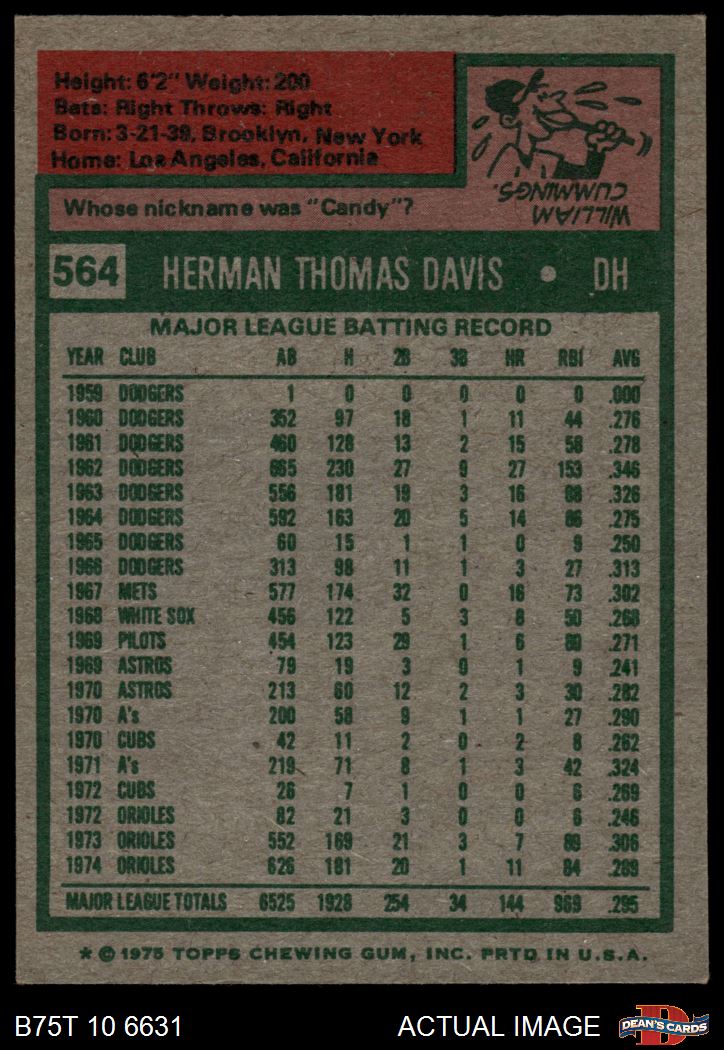 Height: 6'2" Weight: 200
Bats: Right Throws: Right
Born: 3-21-39, Brooklyn, New York
Home: Los Angeles, California
WILLIAM
CUMMINGS.
Whose nickname was "Candy"?
564 HERMAN THOMAS DAVIS • DH
MAJOR LEAGUE BATTING RECORD
YEAR CLUB AB H 2B 3B HR RBI AVG
1959 DODGERS 1 0 0 0 0 0 .000
1960 DODGERS 352 97 18 1 11 44 .276
1961 DODGERS 460 128 13 2 15 58 .278
1962 DODGERS 665 230 27 9 27 153 .346
1963 DODGERS 556 181 19 3 16 88 .326
1964 DODGERS 592 163 20 5 14 86 .275
1965 DODGERS 60 15 1 1 0 9 .250
1966 DODGERS 313 98 11 1 3 27 .313
1967 METS 577 174 32 0 16 73 .302
1968 WHITE SOX 456 122 5 3 8 50 .268
1969 PILOTS 454 123 29 1 6 80 .271
1969 ASTROS 79 19 3 0 1 9 .241
1970 ASTROS 213 60 12 2 3 30 .282
1970 A's 200 58 9 1 1 27 .290
1970 CUBS 42 11 2 0 2 8 .262
1971 A's 219 71 8 1 3 42 .324
1972 CUBS 26 7 1 0 0 6 .269
1972 ORIOLES 82 21 3 0 0 6 .246
1973 ORIOLES 552 169 21 3 7 89 .306
1974 ORIOLES 626 181 20 1 11 84 .289
MAJOR LEAGUE TOTALS 6525 1928 254 34 144 969 .295
* © 1975 TOPPS CHEWING GUM, INC. PRTD IN U.S.A.
B75T 10 6631 ACTUAL IMAGE D DEAN'S CARDS